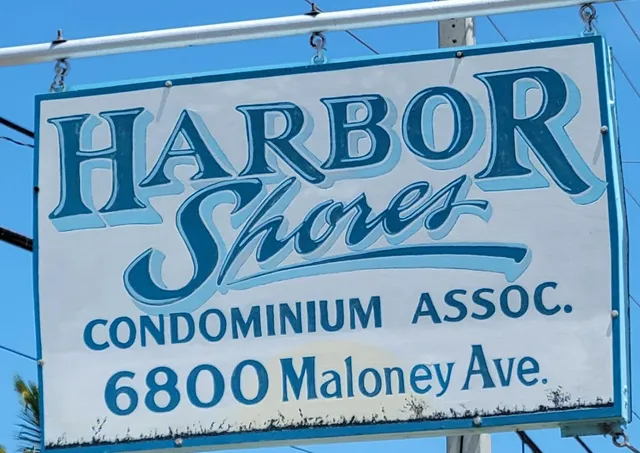 HARBOR
Shores
CONDOMINIUM ASSOC.
6800 Maloney Ave.